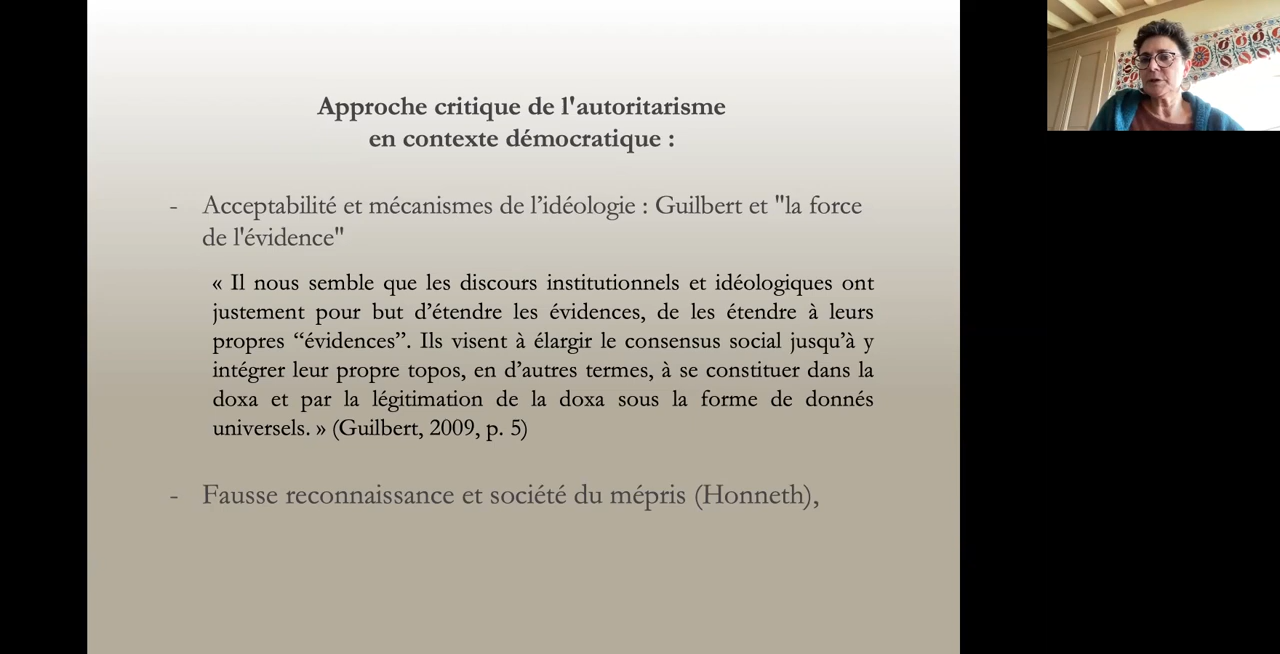 Approche critique de l'autoritarisme
en contexte démocratique :
- Acceptabilité et mécanismes de l’idéologie : Guilbert et "la force
de l'évidence"
« Il nous semble que les discours institutionnels et idéologiques ont
justement pour but d’étendre les évidences, de les étendre à leurs
propres “évidences”. Ils visent à élargir le consensus social jusqu’à y
intégrer leur propre topos, en d’autres termes, à se constituer dans la
doxa et par la légitimation de la doxa sous la forme de donnés
universels. » (Guilbert, 2009, p. 5)
- Fausse reconnaissance et société du mépris (Honneth),